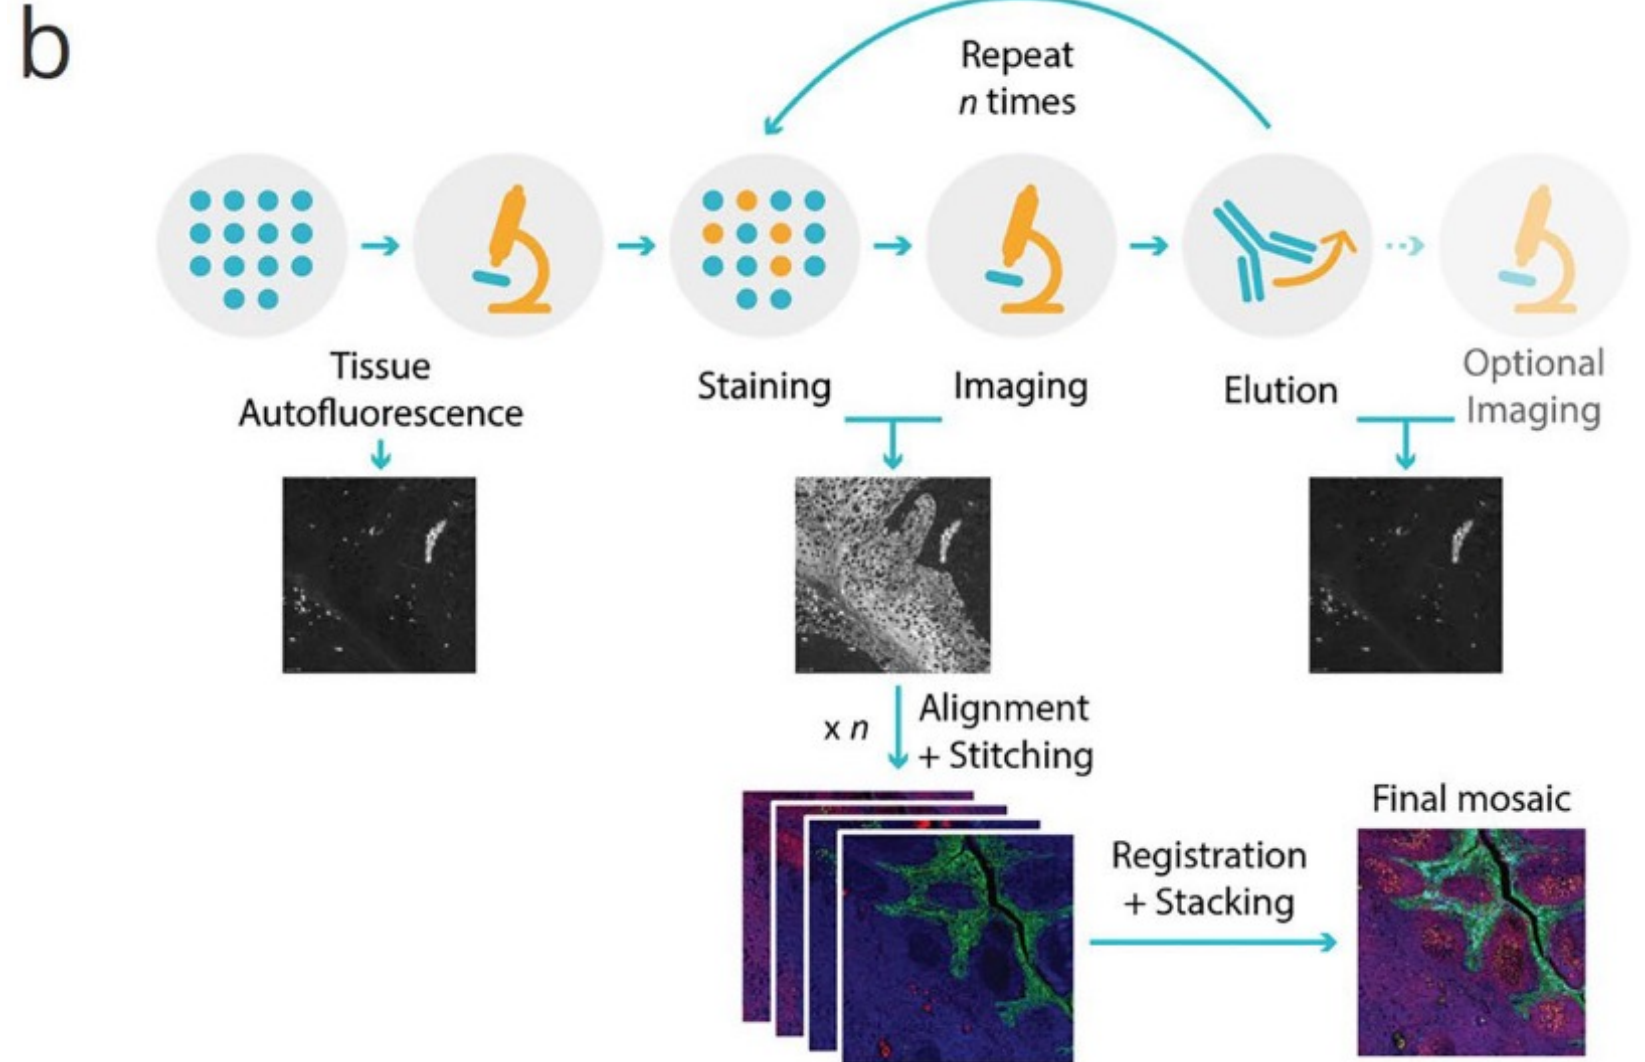 b
Repeat
n times
Tissue
Autofluorescence
Staining
Imaging
Elution
Optional
Imaging
x n
Alignment
+ Stitching
Registration
+ Stacking
Final mosaic